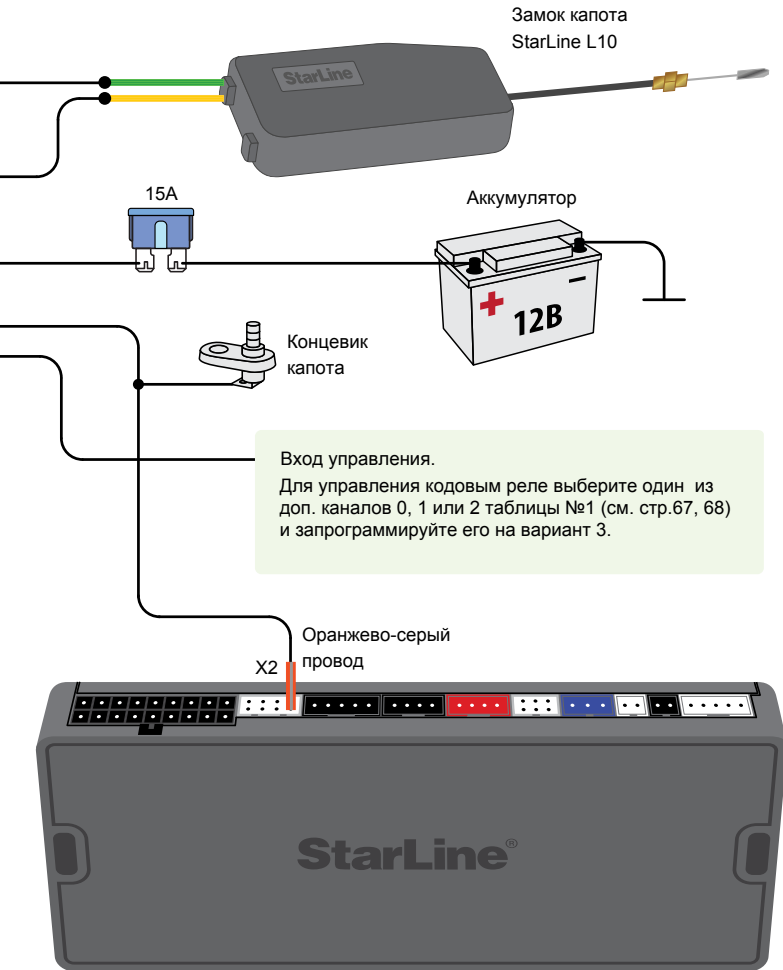 Замок капота
StarLine L10
StarLine
15А
Аккумулятор
12В
Концевик
капота
Вход управления.
Для управления кодовым реле выберите один из
доп. каналов 0, 1 или 2 таблицы №1 (см. стр.67, 68)
и запрограммируйте его на вариант 3.
Оранжево-серый
X2 провод
StarLine®